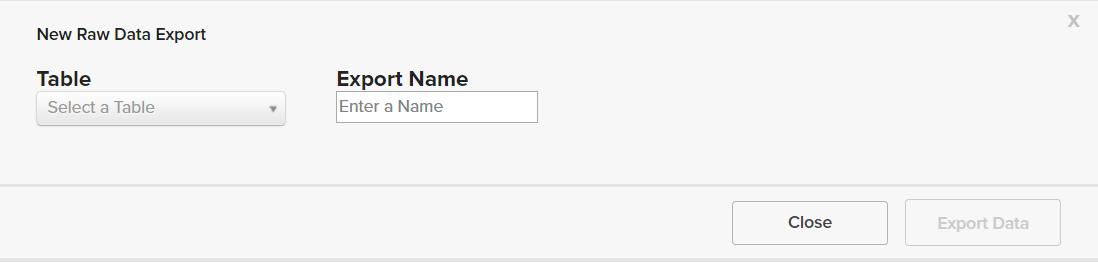 New Raw Data Export
X
Table
Export Name
Select a Table
Enter a Name
Close
Export Data